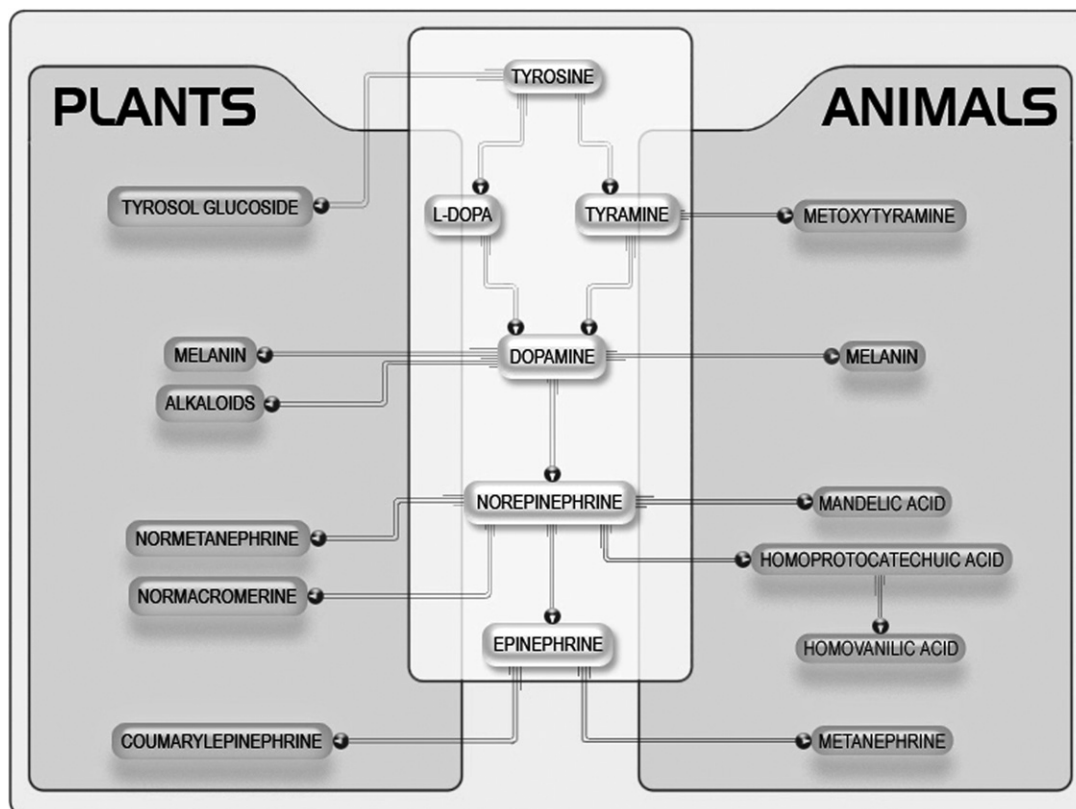 TYROSINE
PLANTS
ANIMALS
TYROSOL GLUCOSIDE
L-DOPA
TYRAMINE
METOXYTYRAMINE
MELANIN
DOPAMINE
MELANIN
ALKALOIDS
NOREPINEPHRINE
MANDELIC ACID
NORMETANEPHRINE
HOMOPROTOCATECHUIC ACID
NORMACROMERINE
EPINEPHRINE
HOMOVANILIC ACID
COUMARYLEPINEPHRINE
METANEPHRINE